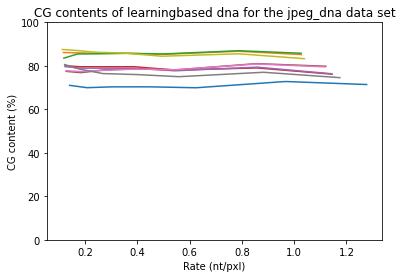 CG contents of learningbased dna for the jpeg_dna data set
100
80
60
40
20
0
CG content (%)
0.2 0.4 0.6 0.8 1.0 1.2
Rate (nt/pxl)